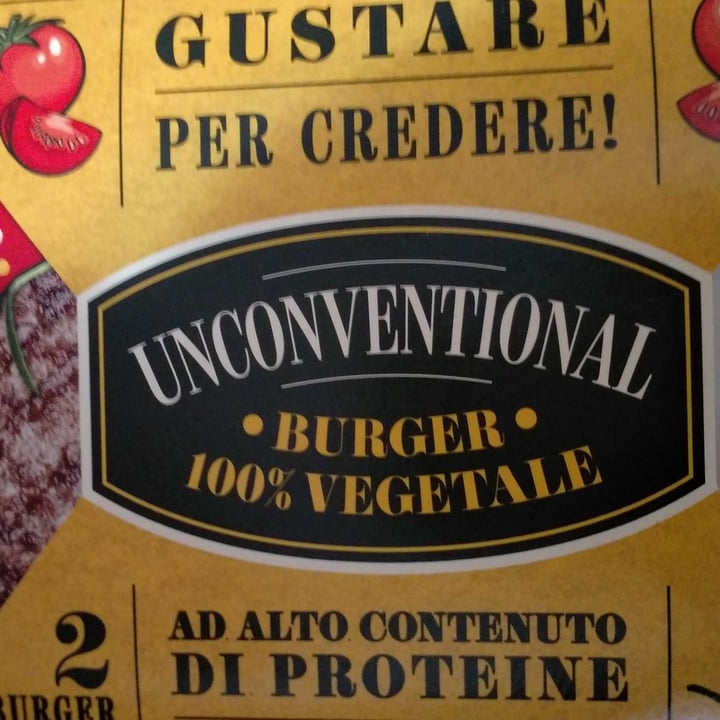 GUSTARE
PER CREDERE!
UNCONVENTIONAL
• BURGER •
100% VEGETALE
2
BURGER
AD ALTO CONTENUTO
DI PROTEINE